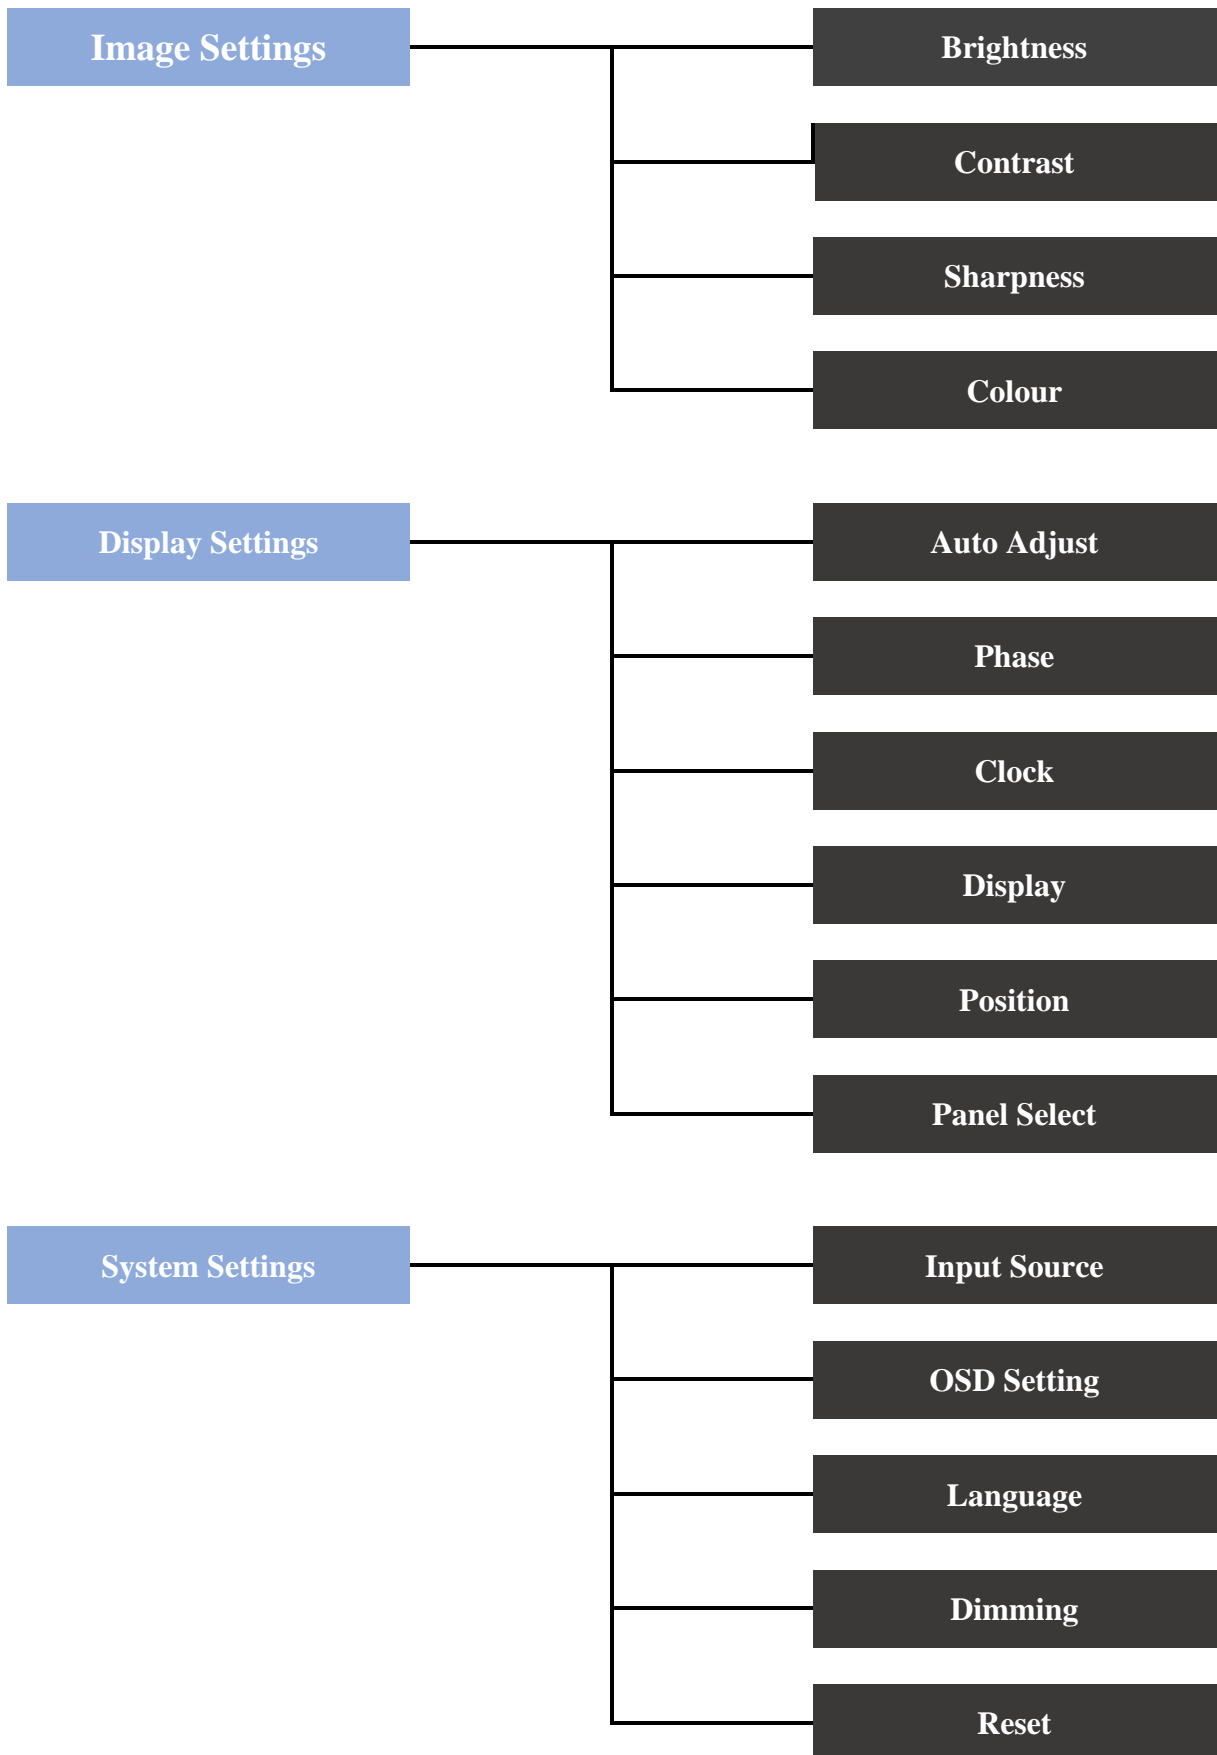 Image Settings
Brightness
Contrast
Sharpness
Colour
Display Settings
Auto Adjust
Phase
Clock
Display
Position
Panel Select
System Settings
Input Source
OSD Setting
Language
Dimming
Reset